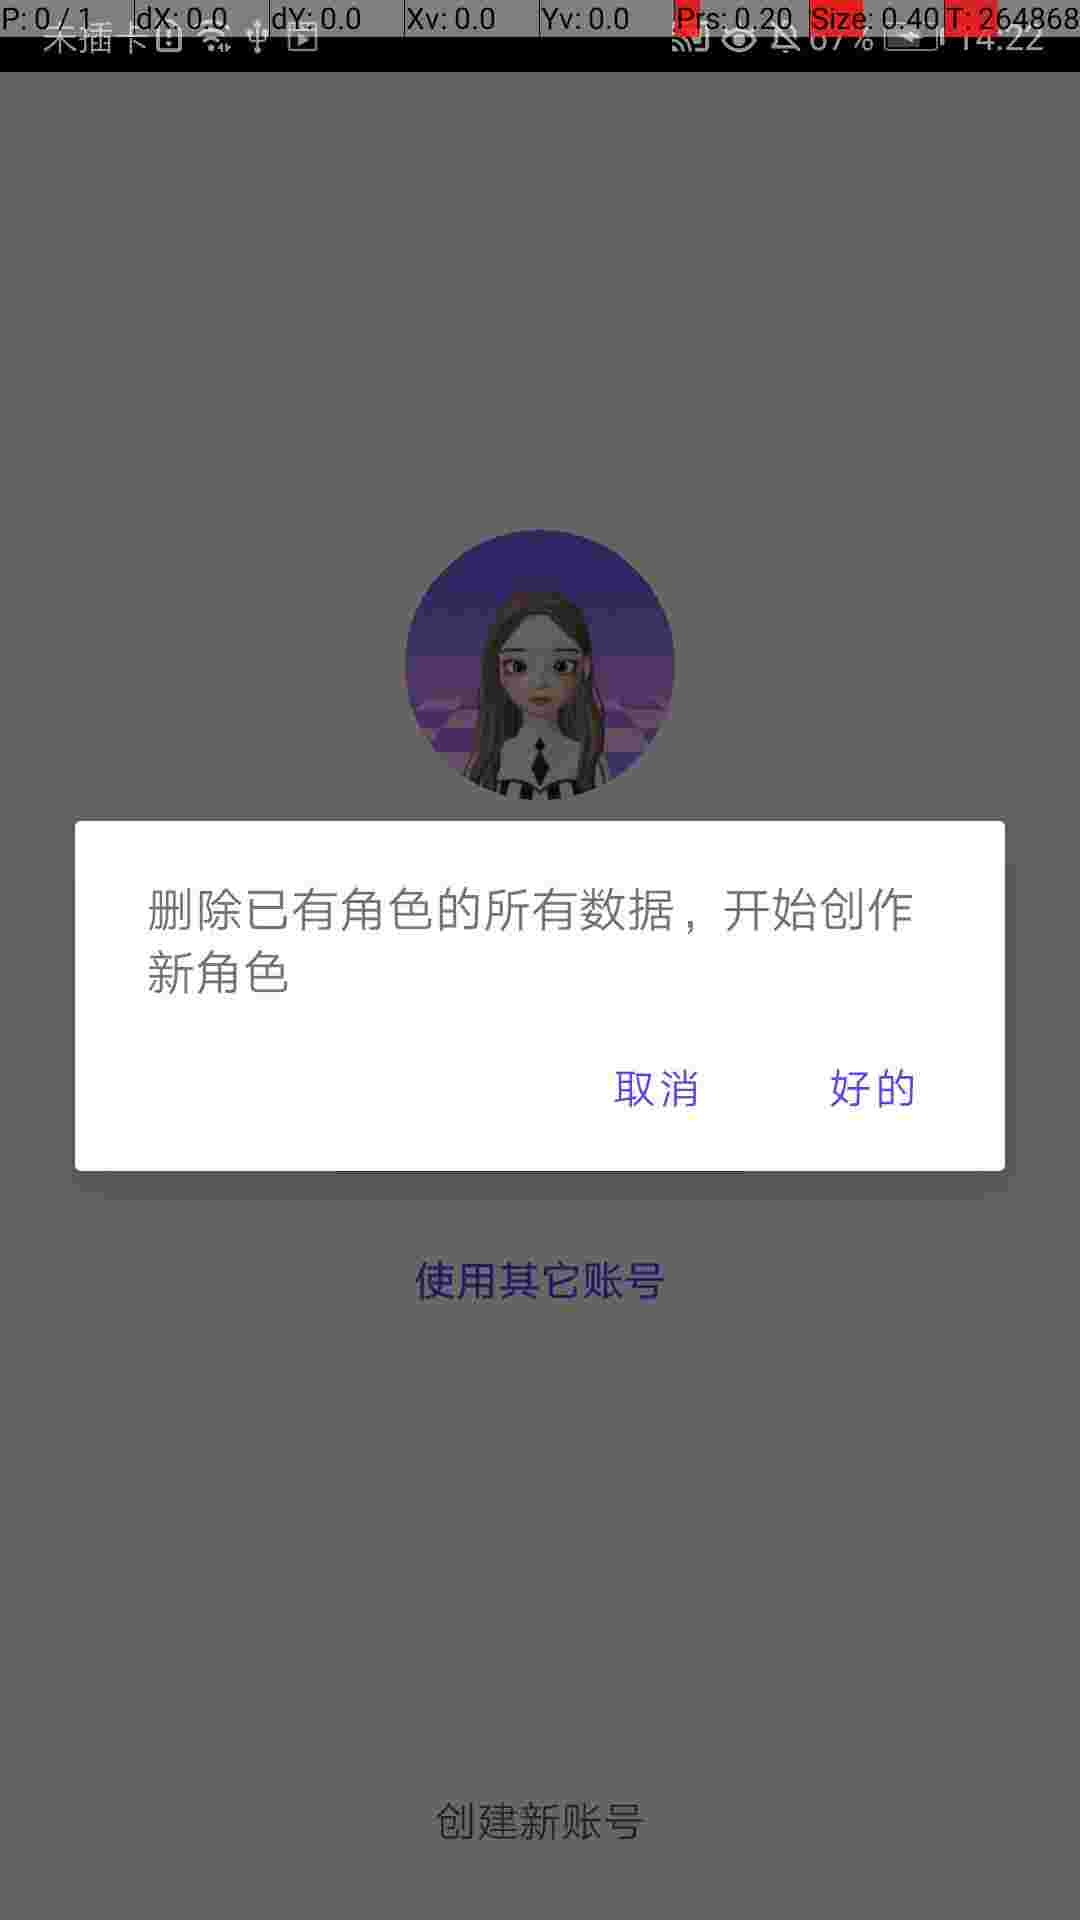 P: 0 / 1 dX: 0.0 dY: 0.0 Xv: 0.0 Yv: 0.0 Prs: 0.20 Size: 0.40 T: 264868
未插卡 67% 14:22
删除已有角色的所有数据，开始创作
新角色
取消 好的
使用其它账号
创建新账号